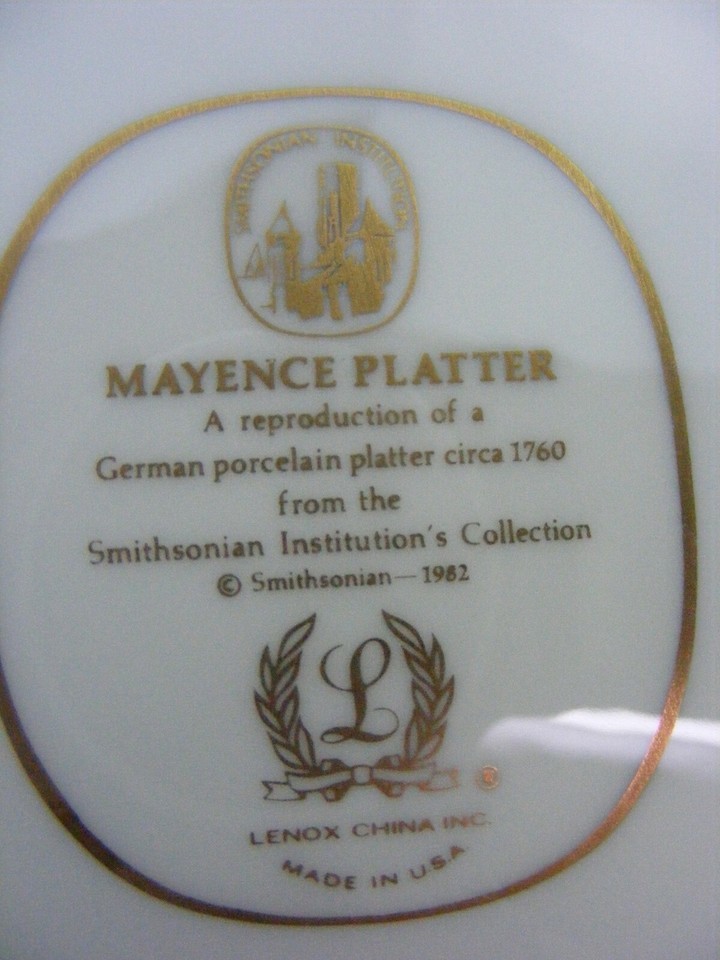 SMITHSONIAN INSTITUTION
MAYENCE PLATTER
A reproduction of a
German porcelain platter circa 1760
from the
Smithsonian Institution's Collection
© Smithsonian—1982
L
®
LENOX CHINA INC.
MADE IN U.S.A.